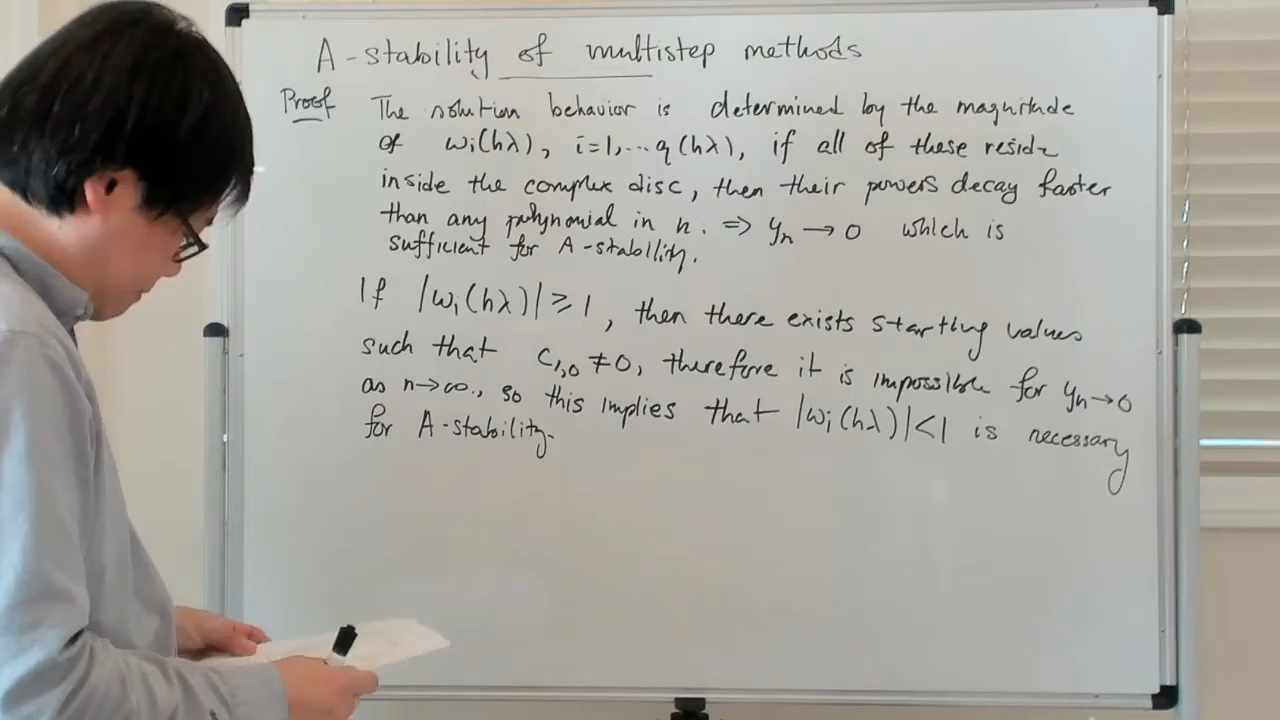 A-stability of multistep methods
Proof The solution behavior is determined by the magnitude
of wi(hλ), i=1,...q(hλ), if all of these reside
inside the complex disc, then their powers decay faster
than any polynomial in n. ⇒ yn → 0 which is
sufficient for A-stability.
If |w1(hλ)| ≥ 1, then there exists starting values
such that C1,0 ≠ 0, therefore it is impossible for yn→0
as n→∞., so this implies that |wi(hλ)|<1 is necessary
for A-stability.